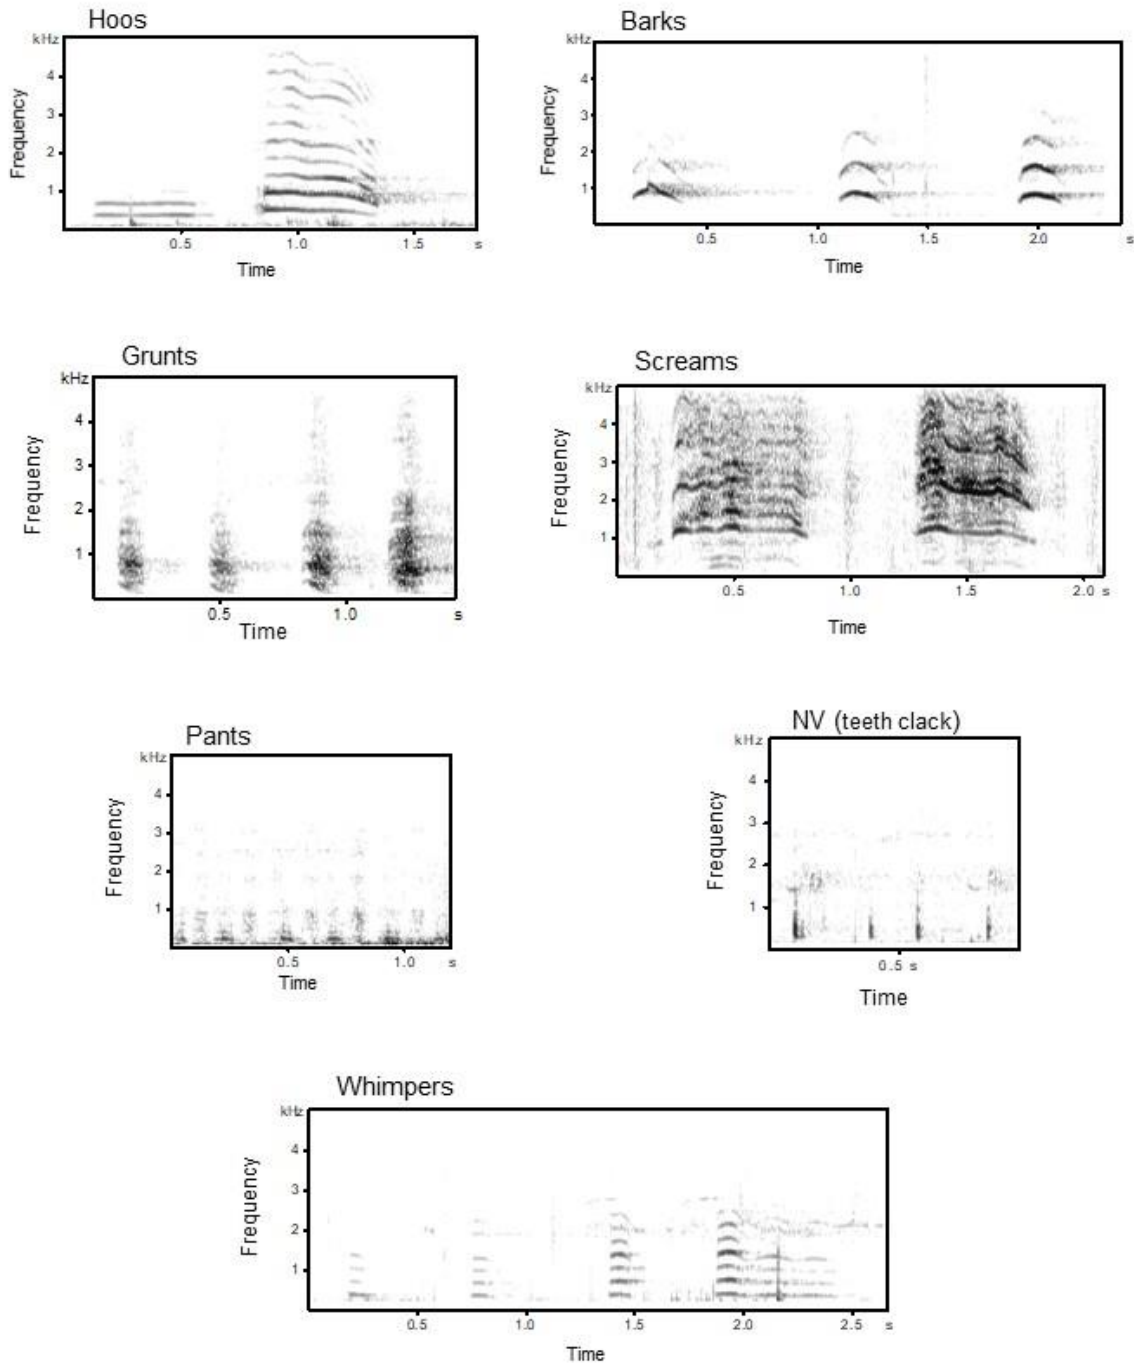 Hoos
kHz
4
3
2
1
Frequency
0.5 1.0 1.5 s
Time
Barks
kHz
4
3
2
1
Frequency
0.5 1.0 1.5 2.0 s
Time
Grunts
kHz
4
3
2
1
Frequency
0.5 1.0 s
Time
Screams
kHz
4
3
2
1
Frequency
0.5 1.0 1.5 2.0 s
Time
Pants
kHz
4
3
2
1
Frequency
0.5 1.0 s
Time
NV (teeth clack)
kHz
4
3
2
1
Frequency
0.5 s
Time
Whimpers
kHz
4
3
2
1
Frequency
0.5 1.0 1.5 2.0 2.5 s
Time